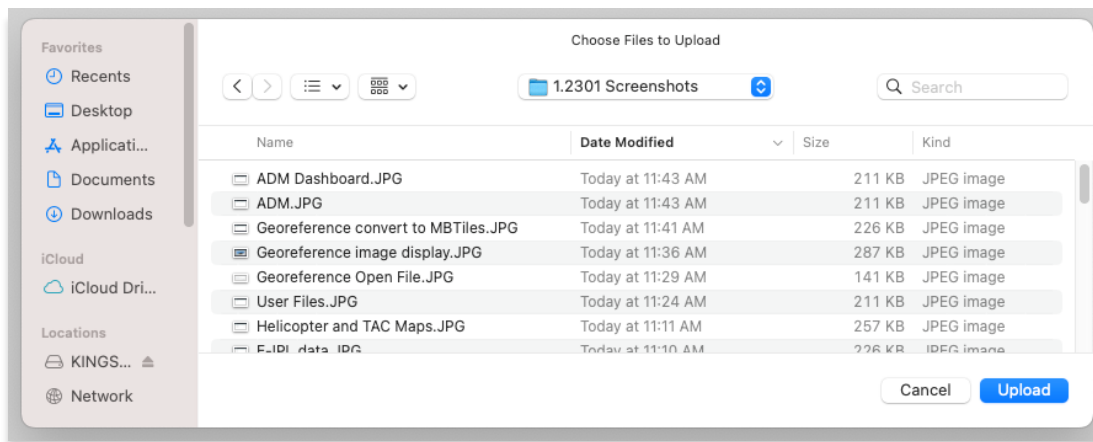 Choose Files to Upload
Favorites
Recents
Desktop
Applicati...
Documents
Downloads
iCloud
iCloud Dri...
Locations
KINGS...
Network
1.2301 Screenshots
Search
Name Date Modified Size Kind
ADM Dashboard.JPG Today at 11:43 AM 211 KB JPEG image
ADM.JPG Today at 11:43 AM 211 KB JPEG image
Georeference convert to MBTiles.JPG Today at 11:41 AM 226 KB JPEG image
Georeference image display.JPG Today at 11:36 AM 287 KB JPEG image
Georeference Open File.JPG Today at 11:29 AM 141 KB JPEG image
User Files.JPG Today at 11:24 AM 211 KB JPEG image
Helicopter and TAC Maps.JPG Today at 11:11 AM 257 KB JPEG image
data.JPG Today at 11:10 AM 226 KB JPEG image
Cancel Upload